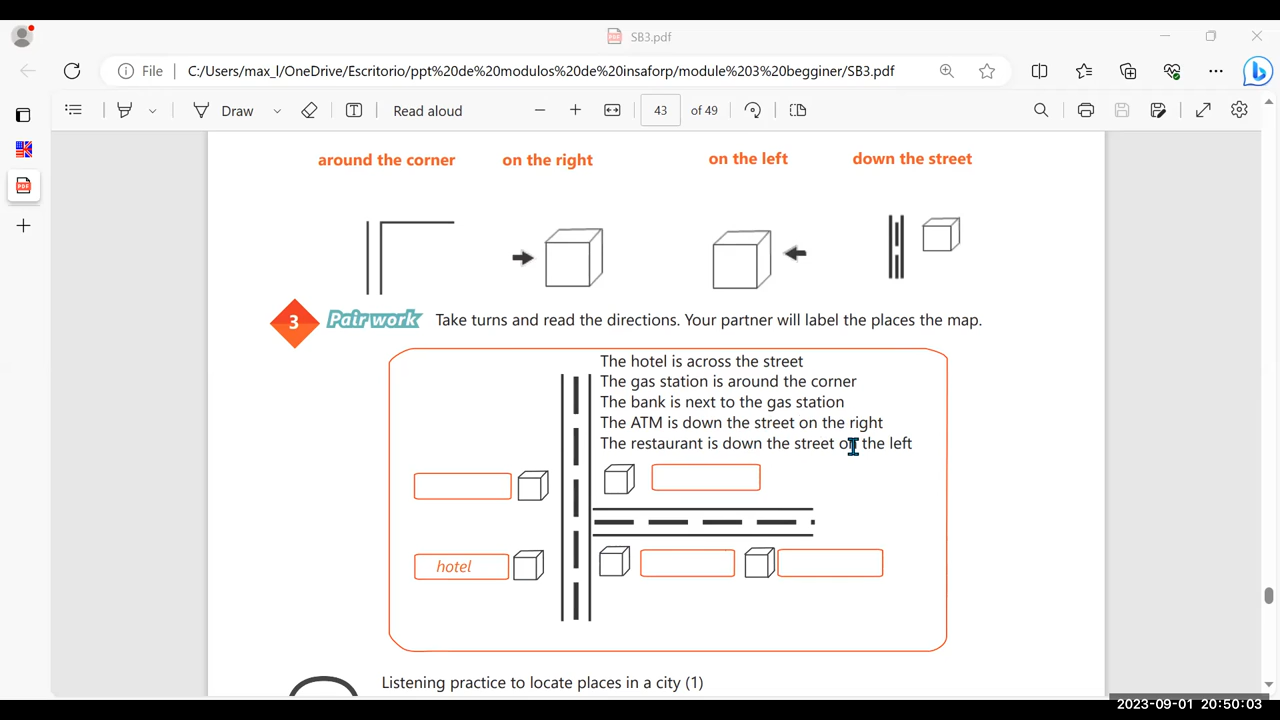 SB3.pdf
File
C:/Users/max_l/OneDrive/Escritorio/ppt%20de%20modulos%20de%20insaforp/module%203%20begginer/SB3.pdf
Draw
Read aloud
43
of 49
around the corner
on the right
on the left
down the street
3
Pair work
Take turns and read the directions. Your partner will label the places the map.
The hotel is across the street
The gas station is around the corner
The bank is next to the gas station
The ATM is down the street on the right
The restaurant is down the street on the left
hotel
Listening practice to locate places in a city (1)
2023-09-01 20:50:03